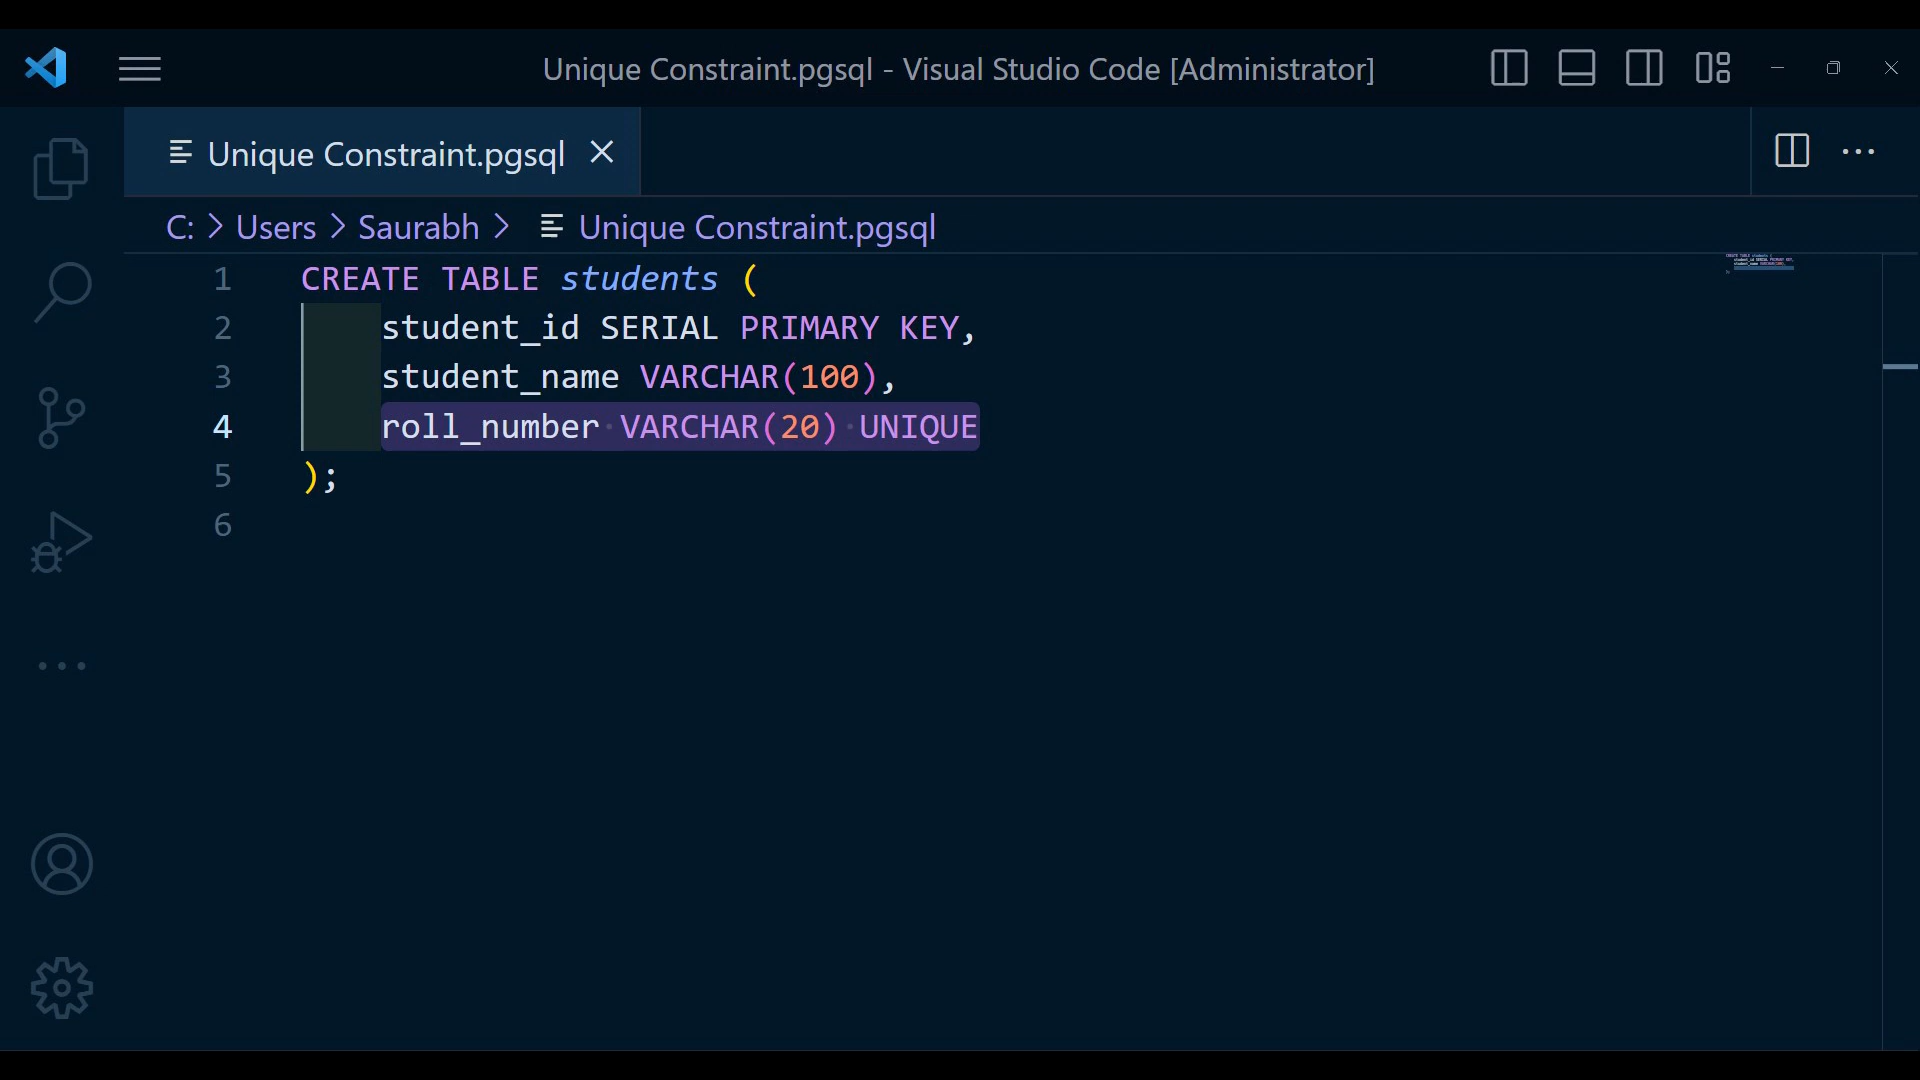 Unique Constraint.pgsql - Visual Studio Code [Administrator]
Unique Constraint.pgsql
C: > Users > Saurabh > Unique Constraint.pgsql
1 CREATE TABLE students (
2 student_id SERIAL PRIMARY KEY,
3 student_name VARCHAR(100),
4 roll_number VARCHAR(20) UNIQUE
5 );
6